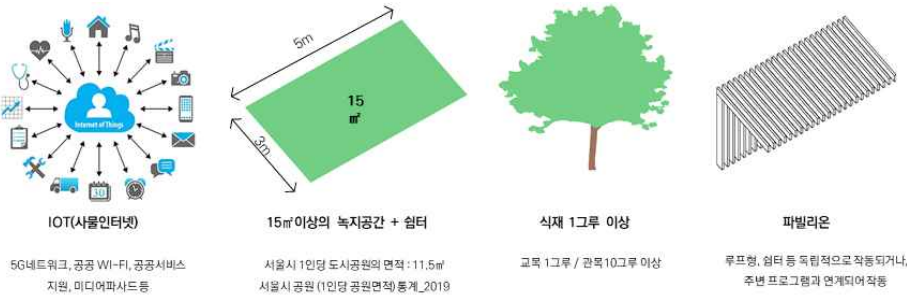 Internet of Things
30
5m
3m
15
㎡
IOT(사물인터넷)
15㎡이상의 녹지공간 + 쉼터
식재 1그루 이상
파빌리온
5G네트워크, 공공 WI-FI, 공공서비스
지원, 미디어파사드 등
서울시 1인당 도시공원의 면적 : 11.5㎡
서울시 공원 (1인당 공원면적) 통계_2019
교목 1그루 / 관목10그루 이상
루프형, 쉼터 등 독립적으로 작동되거나,
주변 프로그램과 연계되어 작동